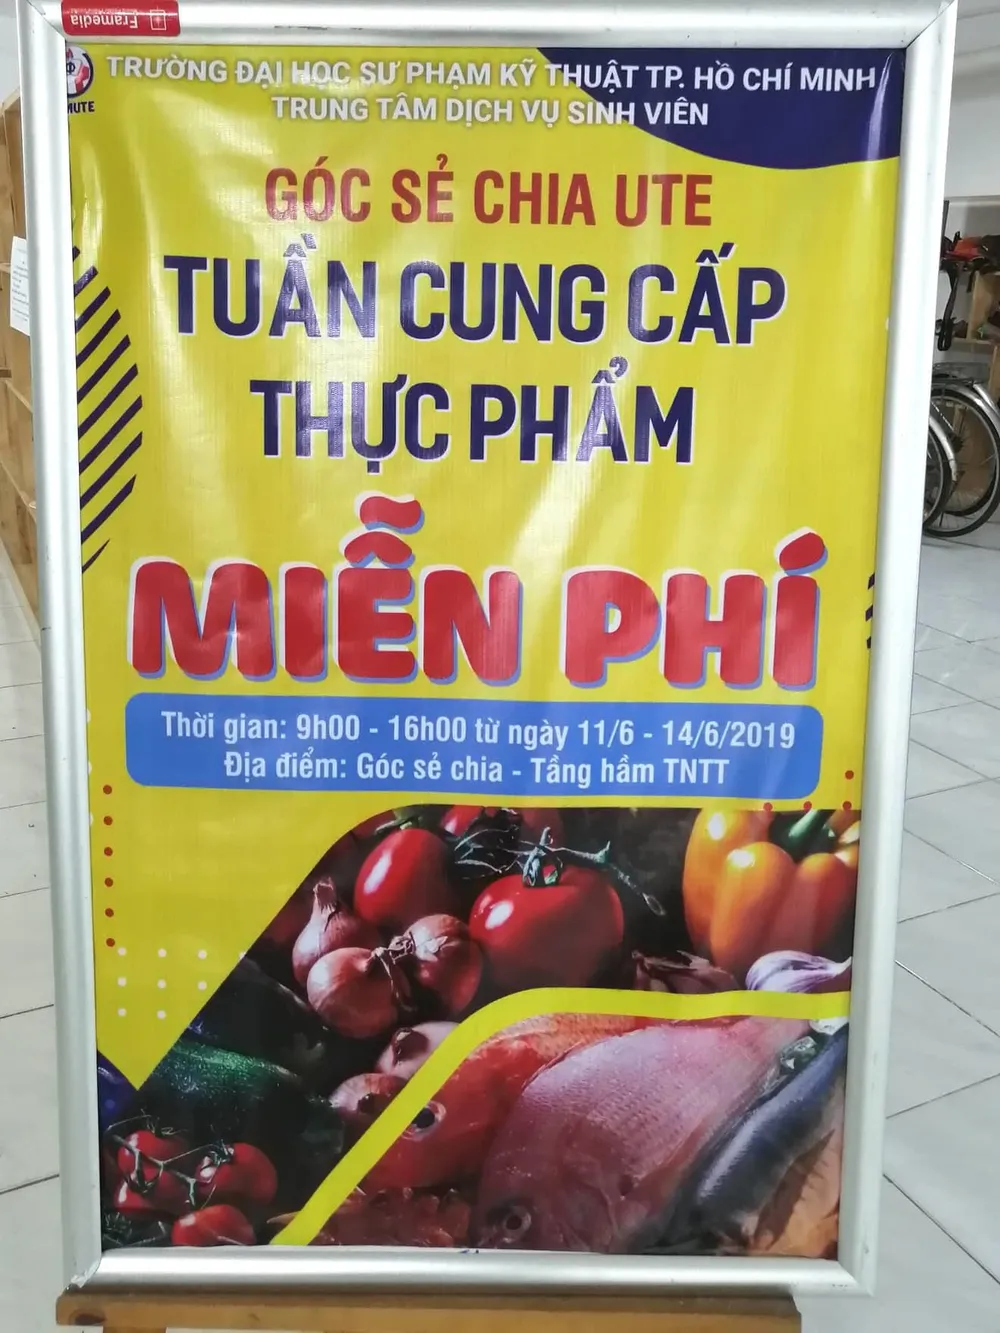 Framedia
MUTE
TRƯỜNG ĐẠI HỌC SƯ PHẠM KỸ THUẬT TP. HỒ CHÍ MINH
TRUNG TÂM DỊCH VỤ SINH VIÊN
GÓC SẺ CHIA UTE
TUẦN CUNG CẤP
THỰC PHẨM
MIỄN PHÍ
Thời gian: 9h00 - 16h00 từ ngày 11/6 - 14/6/2019
Địa điểm: Góc sẻ chia - Tầng hầm TNTT